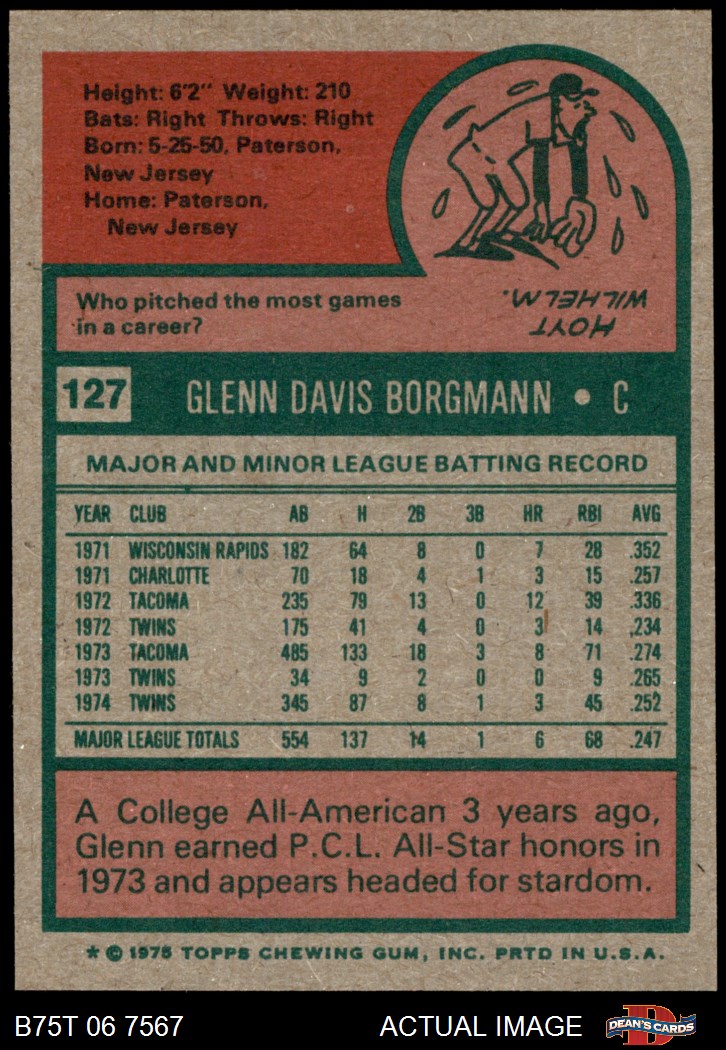 Height: 6'2" Weight: 210
Bats: Right Throws: Right
Born: 5-25-50, Paterson,
New Jersey
Home: Paterson,
New Jersey
Who pitched the most games
in a career?
HOYT
WILHELM.
127 GLENN DAVIS BORGMANN • C
MAJOR AND MINOR LEAGUE BATTING RECORD
YEAR CLUB AB H 2B 3B HR RBI AVG
1971 WISCONSIN RAPIDS 182 64 8 0 7 28 .352
1971 CHARLOTTE 70 18 4 1 3 15 .257
1972 TACOMA 235 79 13 0 12 39 .336
1972 TWINS 175 41 4 0 3 14 .234
1973 TACOMA 485 133 18 3 8 71 .274
1973 TWINS 34 9 2 0 0 9 .265
1974 TWINS 345 87 8 1 3 45 .252
MAJOR LEAGUE TOTALS 554 137 14 1 6 68 .247
A College All-American 3 years ago,
Glenn earned P.C.L. All-Star honors in
1973 and appears headed for stardom.
* © 1975 TOPPS CHEWING GUM, INC. PRTD IN U.S.A.
B75T 06 7567 ACTUAL IMAGE D DEAN'S CARDS